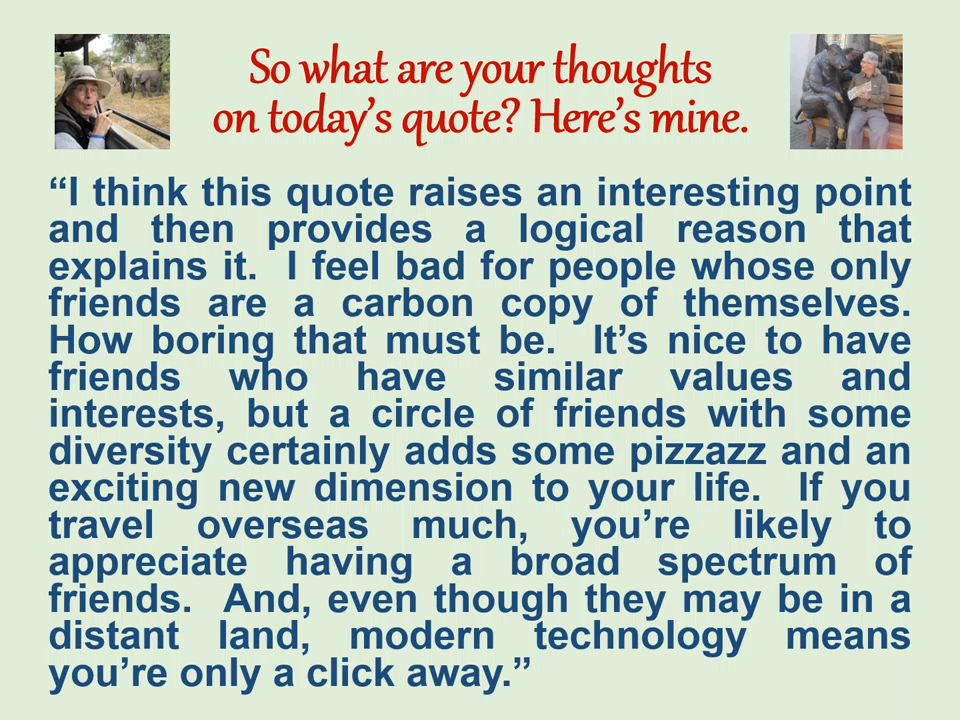 So what are your thoughts
on today’s quote? Here’s mine.
“I think this quote raises an interesting point
and then provides a logical reason that
explains it.  I feel bad for people whose only
friends are a carbon copy of themselves.
How boring that must be.  It’s nice to have
friends who have similar values and
interests, but a circle of friends with some
diversity certainly adds some pizzazz and an
exciting new dimension to your life.  If you
travel overseas much, you’re likely to
appreciate having a broad spectrum of
friends.  And, even though they may be in a
distant land, modern technology means
you’re only a click away.”